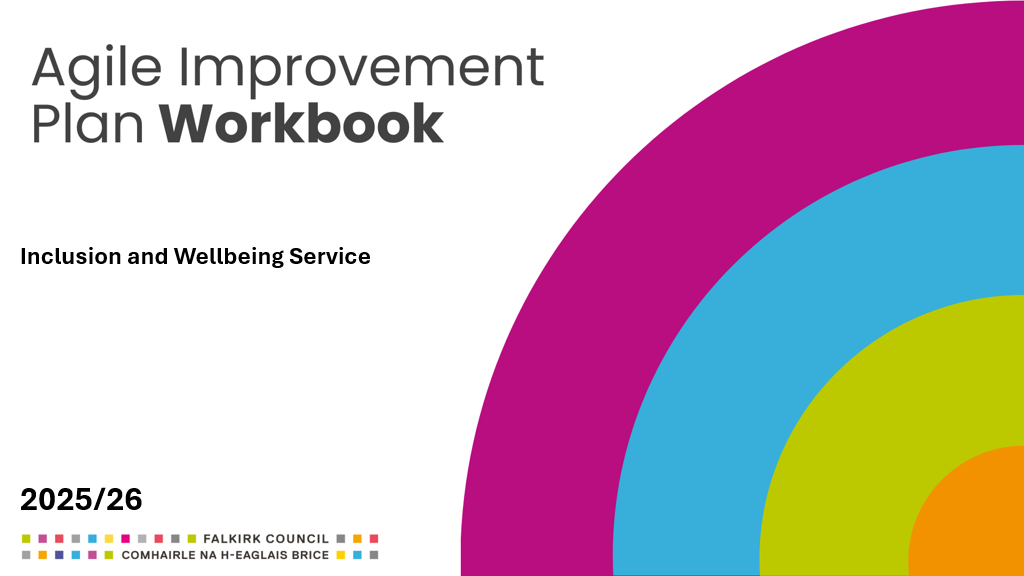 Agile Improvement
Plan Workbook
Inclusion and Wellbeing Service
2025/26
FALKIRK COUNCIL
COMHAIRLE NA H-EAGLAIS BRICE